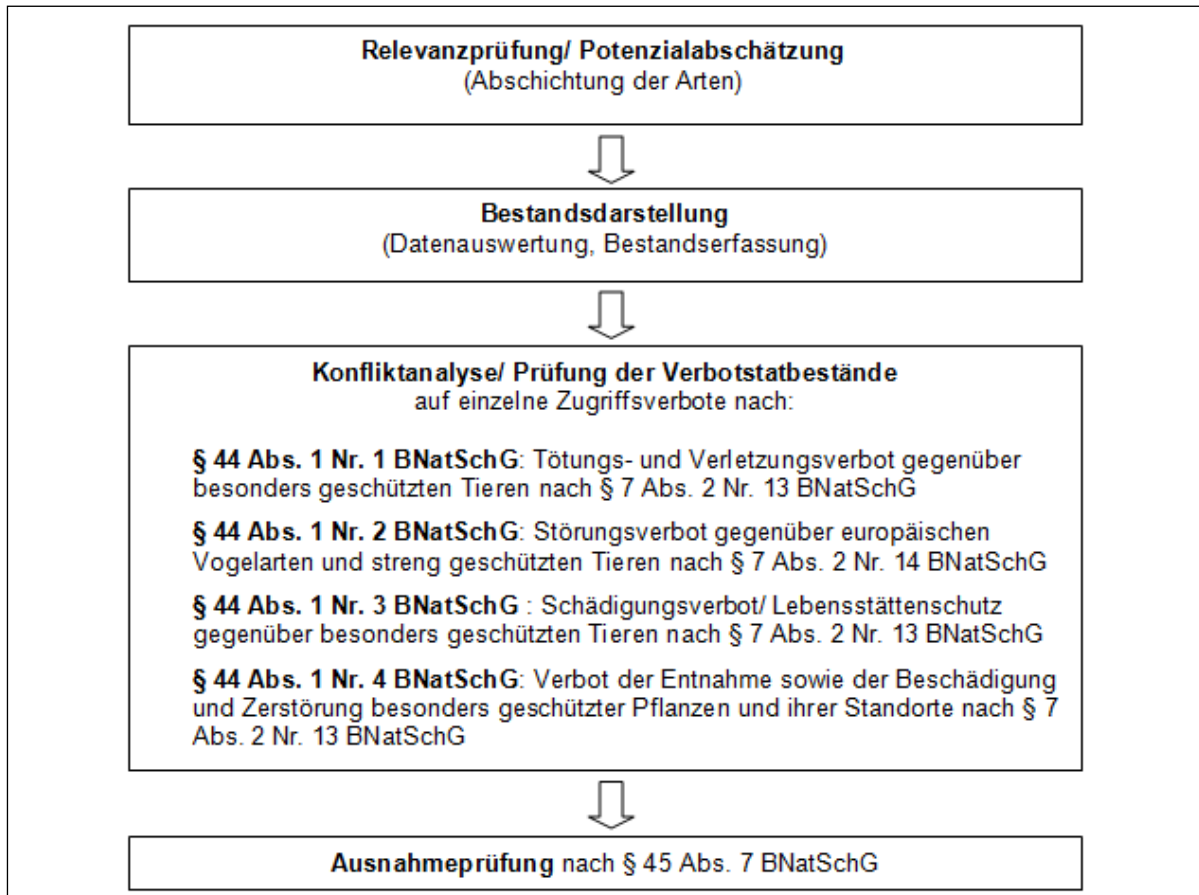 Relevanzprüfung/ Potenzialabschätzung
(Abschichtung der Arten)
Bestandsdarstellung
(Datenauswertung, Bestandserfassung)
Konfliktanalyse/ Prüfung der Verbotstatbestände
auf einzelne Zugriffsverbote nach:
§ 44 Abs. 1 Nr. 1 BNatSchG: Tötungs- und Verletzungsverbot gegenüber
besonders geschützten Tieren nach § 7 Abs. 2 Nr. 13 BNatSchG
§ 44 Abs. 1 Nr. 2 BNatSchG: Störungsverbot gegenüber europäischen
Vogelarten und streng geschützten Tieren nach § 7 Abs. 2 Nr. 14 BNatSchG
§ 44 Abs. 1 Nr. 3 BNatSchG : Schädigungsverbot/ Lebensstättenschutz
gegenüber besonders geschützten Tieren nach § 7 Abs. 2 Nr. 13 BNatSchG
§ 44 Abs. 1 Nr. 4 BNatSchG: Verbot der Entnahme sowie der Beschädigung
und Zerstörung besonders geschützter Pflanzen und ihrer Standorte nach § 7
Abs. 2 Nr. 13 BNatSchG
Ausnahmeprüfung nach § 45 Abs. 7 BNatSchG